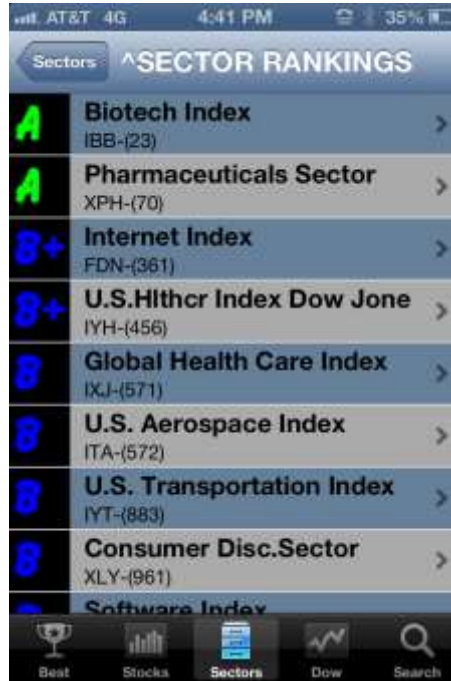 AT&T 4G 4:41 PM 35%
Sectors ^SECTOR RANKINGS
A Biotech Index
IBB-(23)
A Pharmaceuticals Sector
XPH-(70)
B+ Internet Index
FDN-(361)
B+ U.S.Hlthcr Index Dow Jone
IYH-(456)
B Global Health Care Index
IXJ-(571)
B U.S. Aerospace Index
ITA-(572)
B U.S. Transportation Index
IYT-(883)
B Consumer Disc.Sector
XLY-(961)
Software Index
Best Stocks Sectors Dow Search